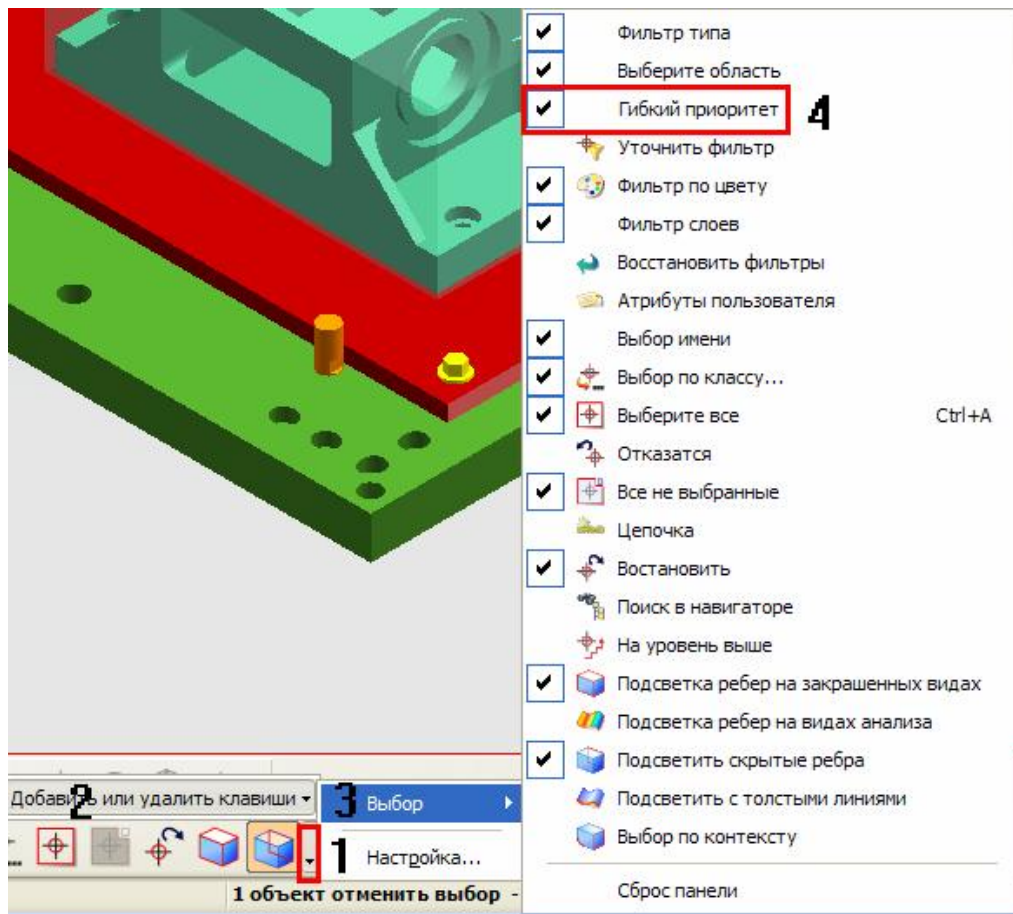 Фильтр типа
Выберите область
Гибкий приоритет 4
Уточнить фильтр
Фильтр по цвету
Фильтр слоев
Восстановить фильтры
Атрибуты пользователя
Выбор имени
Выбор по классу...
Выберите все Ctrl+A
Отказатся
Все не выбранные
Цепочка
Востановить
Поиск в навигаторе
На уровень выше
Подсветка ребер на закрашенных видах
Подсветка ребер на видах анализа
Подсветить скрытые ребра
Подсветить с толстыми линиями
Выбор по контексту
Сброс панели
2 Добавить или удалить клавиши
3 Выбор
1 Настройка...
1 объект отменить выбор -